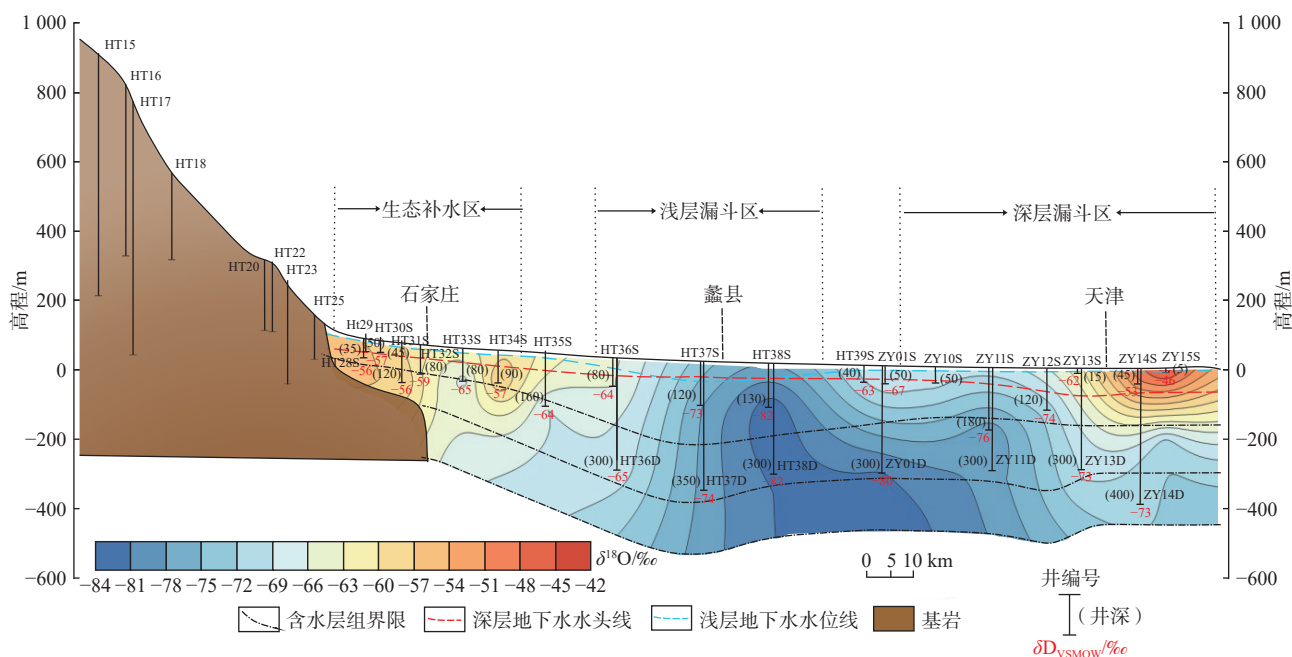 1 000
1 000
HT15
HT16
HT17
800
800
HT18
600
600
生态补水区
浅层漏斗区
深层漏斗区
400
400
HT20
HT22
HT23
高程/m
高程/m
200
200
HT25
石家庄
蠡县
天津
Ht29
HT30S
HT31S
HT32S
HT33S
HT34S
HT35S
HT36S
HT37S
HT38S
HT39S
ZY01S
ZY10S
ZY11S
ZY12S
ZY13S
ZY14S
ZY15S
HT28S
0
0
(35)
(50)
(45)
(120)
(80)
(80)
(90)
(160)
(80)
(120)
(130)
(40)
(50)
(50)
(180)
(120)
(15)
(45)
(5)
−56
−57
−56
−59
−65
−57
−64
−64
−73
−82
−63
−67
−76
−74
−62
−53
−46
−200
−200
(300)
HT36D
−65
(350)
HT37D
−74
(300)
HT38D
(300)
ZY01D
(300)
ZY11D
(300)
ZY13D
−73
(400)
ZY14D
−73
−400
−400
−600
−600
δ¹⁸O/‰
−84 −81 −78 −75 −72 −69 −66 −63 −60 −57 −54 −51 −48 −45 −42
0 5 10 km
井编号
(井深)
δD_VSMOW/‰
含水层组界限
深层地下水水头线
浅层地下水水位线
基岩